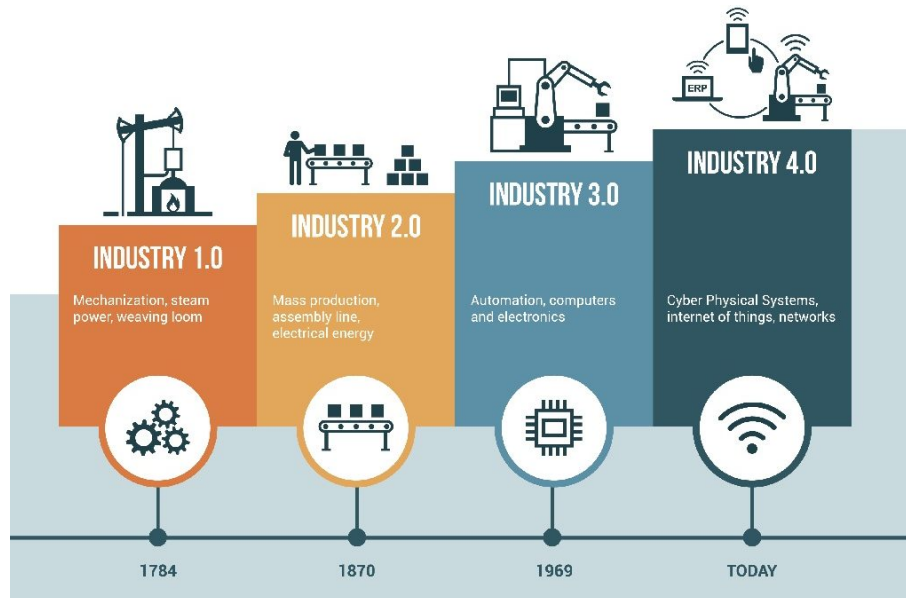 ERP
INDUSTRY 1.0
Mechanization, steam
power, weaving loom
INDUSTRY 2.0
Mass production,
assembly line,
electrical energy
INDUSTRY 3.0
Automation, computers
and electronics
INDUSTRY 4.0
Cyber Physical Systems,
internet of things, networks
1784
1870
1969
TODAY